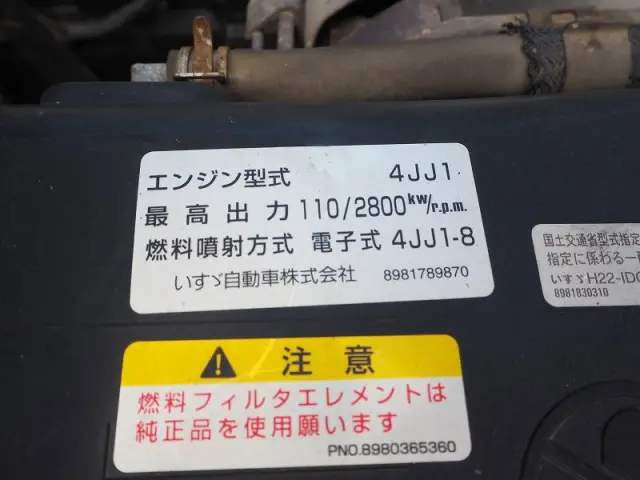 エンジン型式 4JJ1
最高出力 110/2800 kw/r.p.m.
燃料噴射方式 電子式 4JJ1-8
いすゞ自動車株式会社 8981789870
国土交通省型式指定
指定に係わる一
いすゞH22-ID
8981830310
⚠ 注意
燃料フィルタエレメントは
純正品を使用願います
PNO.8980365360